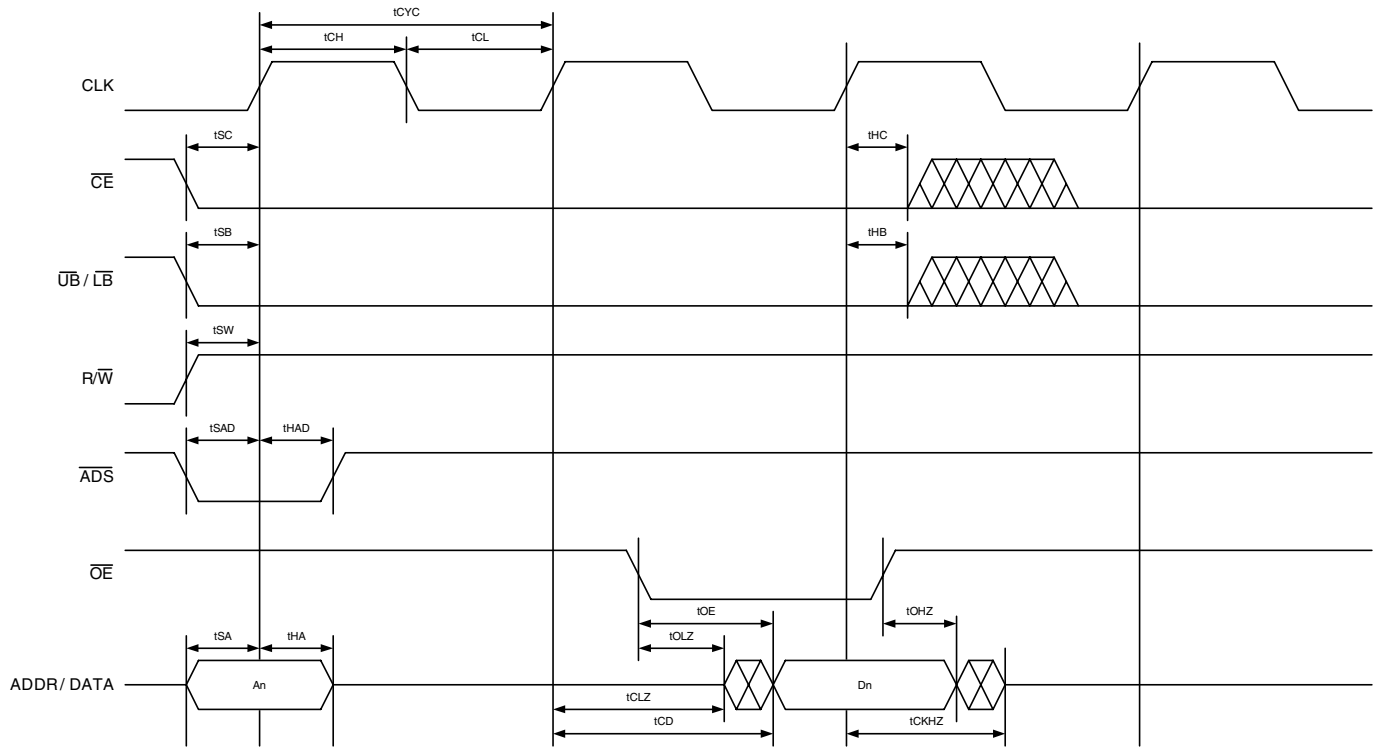 tCYC
tCH tCL
CLK
tSC tHC
CE
tSB tHB
UB / LB
tSW
R/W
tSAD tHAD
ADS
OE
tOE tOHZ
tSA tHA tOLZ
ADDR / DATA An Dn
tCLZ
tCD tCKHZ